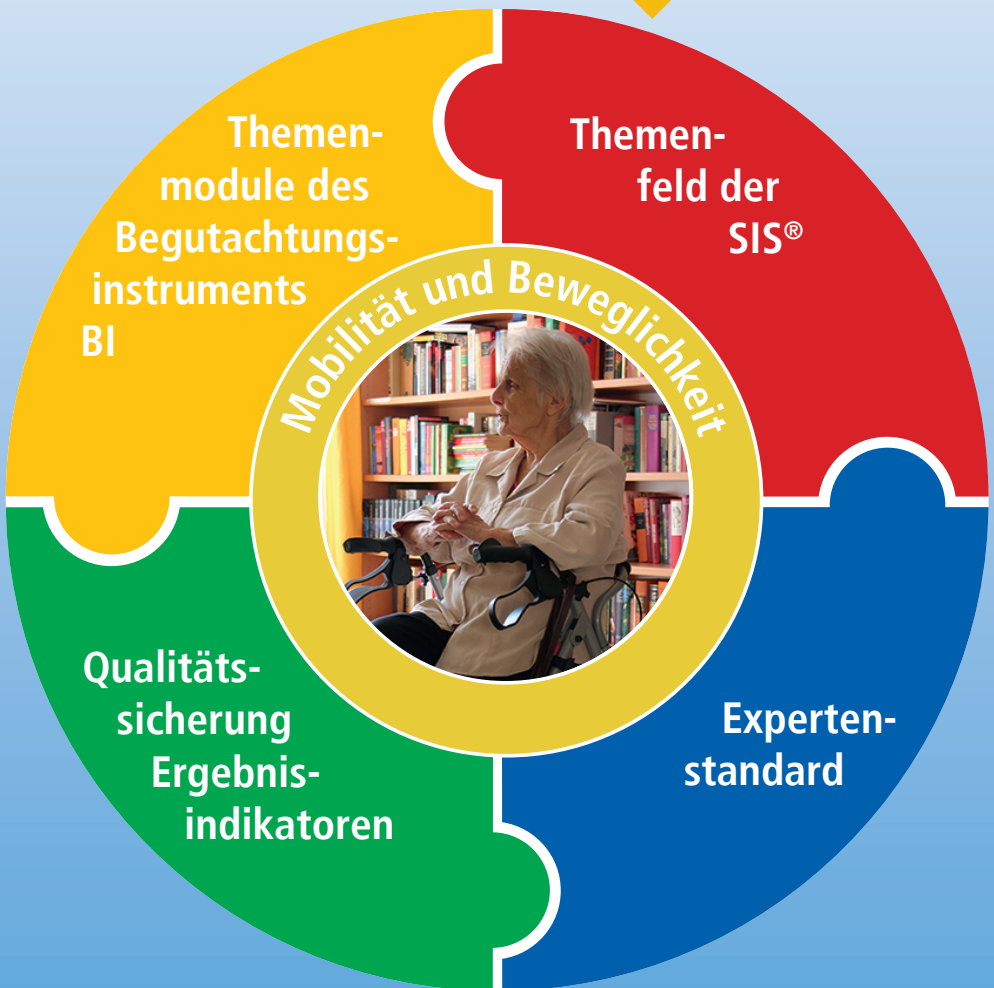 Themen-
module des
Begutachtungs-
instruments
BI
Themen-
feld der
SIS®
Mobilität und Beweglichkeit
Qualitäts-
sicherung
Ergebnis-
indikatoren
Experten-
standard